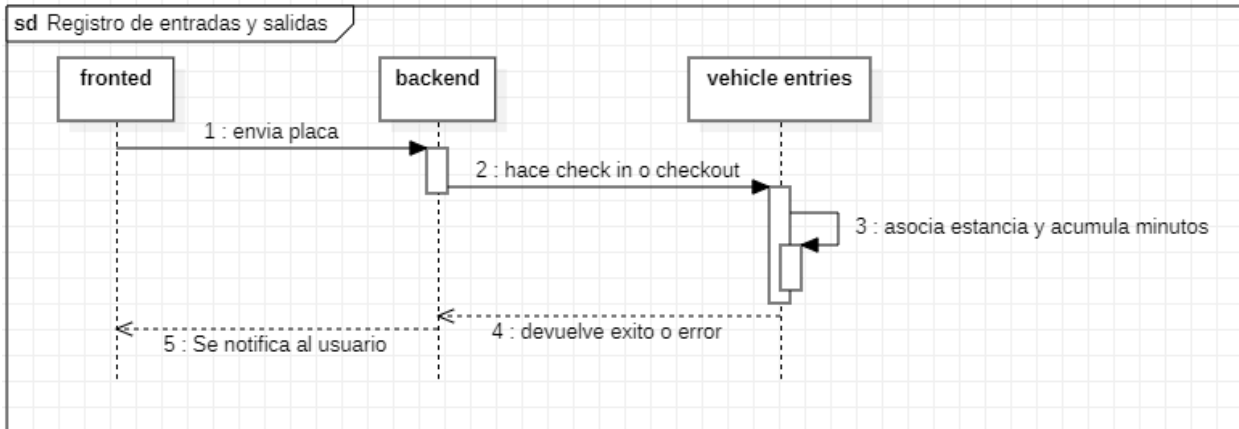 sd Registro de entradas y salidas
fronted
backend
vehicle entries
1 : envia placa
2 : hace check in o checkout
3 : asocia estancia y acumula minutos
4 : devuelve exito o error
5 : Se notifica al usuario